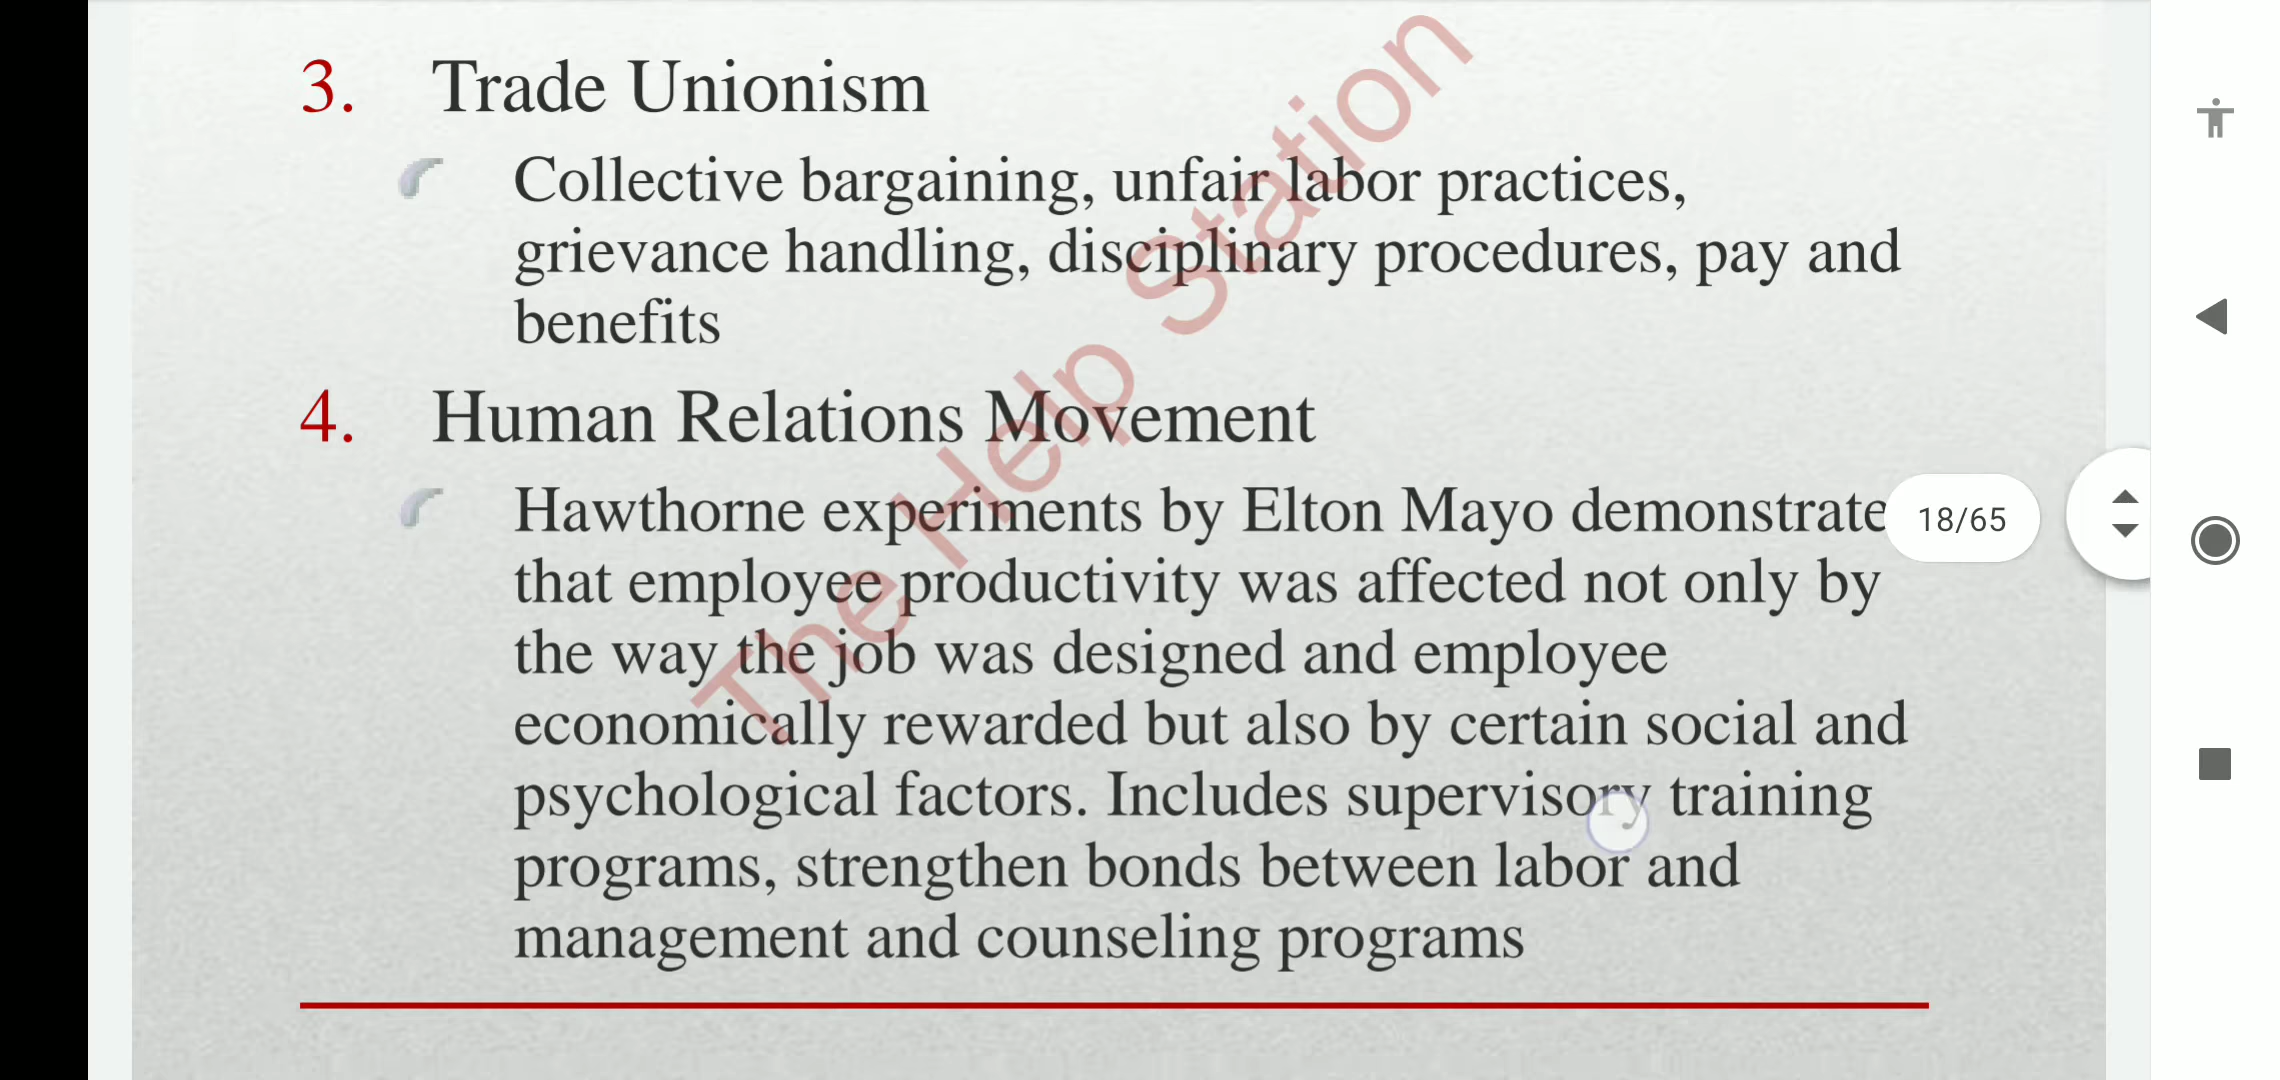 3. Trade Unionism
Collective bargaining, unfair labor practices,
grievance handling, disciplinary procedures, pay and
benefits
4. Human Relations Movement
Hawthorne experiments by Elton Mayo demonstrate
that employee productivity was affected not only by
the way the job was designed and employee
economically rewarded but also by certain social and
psychological factors. Includes supervisory training
programs, strengthen bonds between labor and
management and counseling programs
The Help Station
18/65